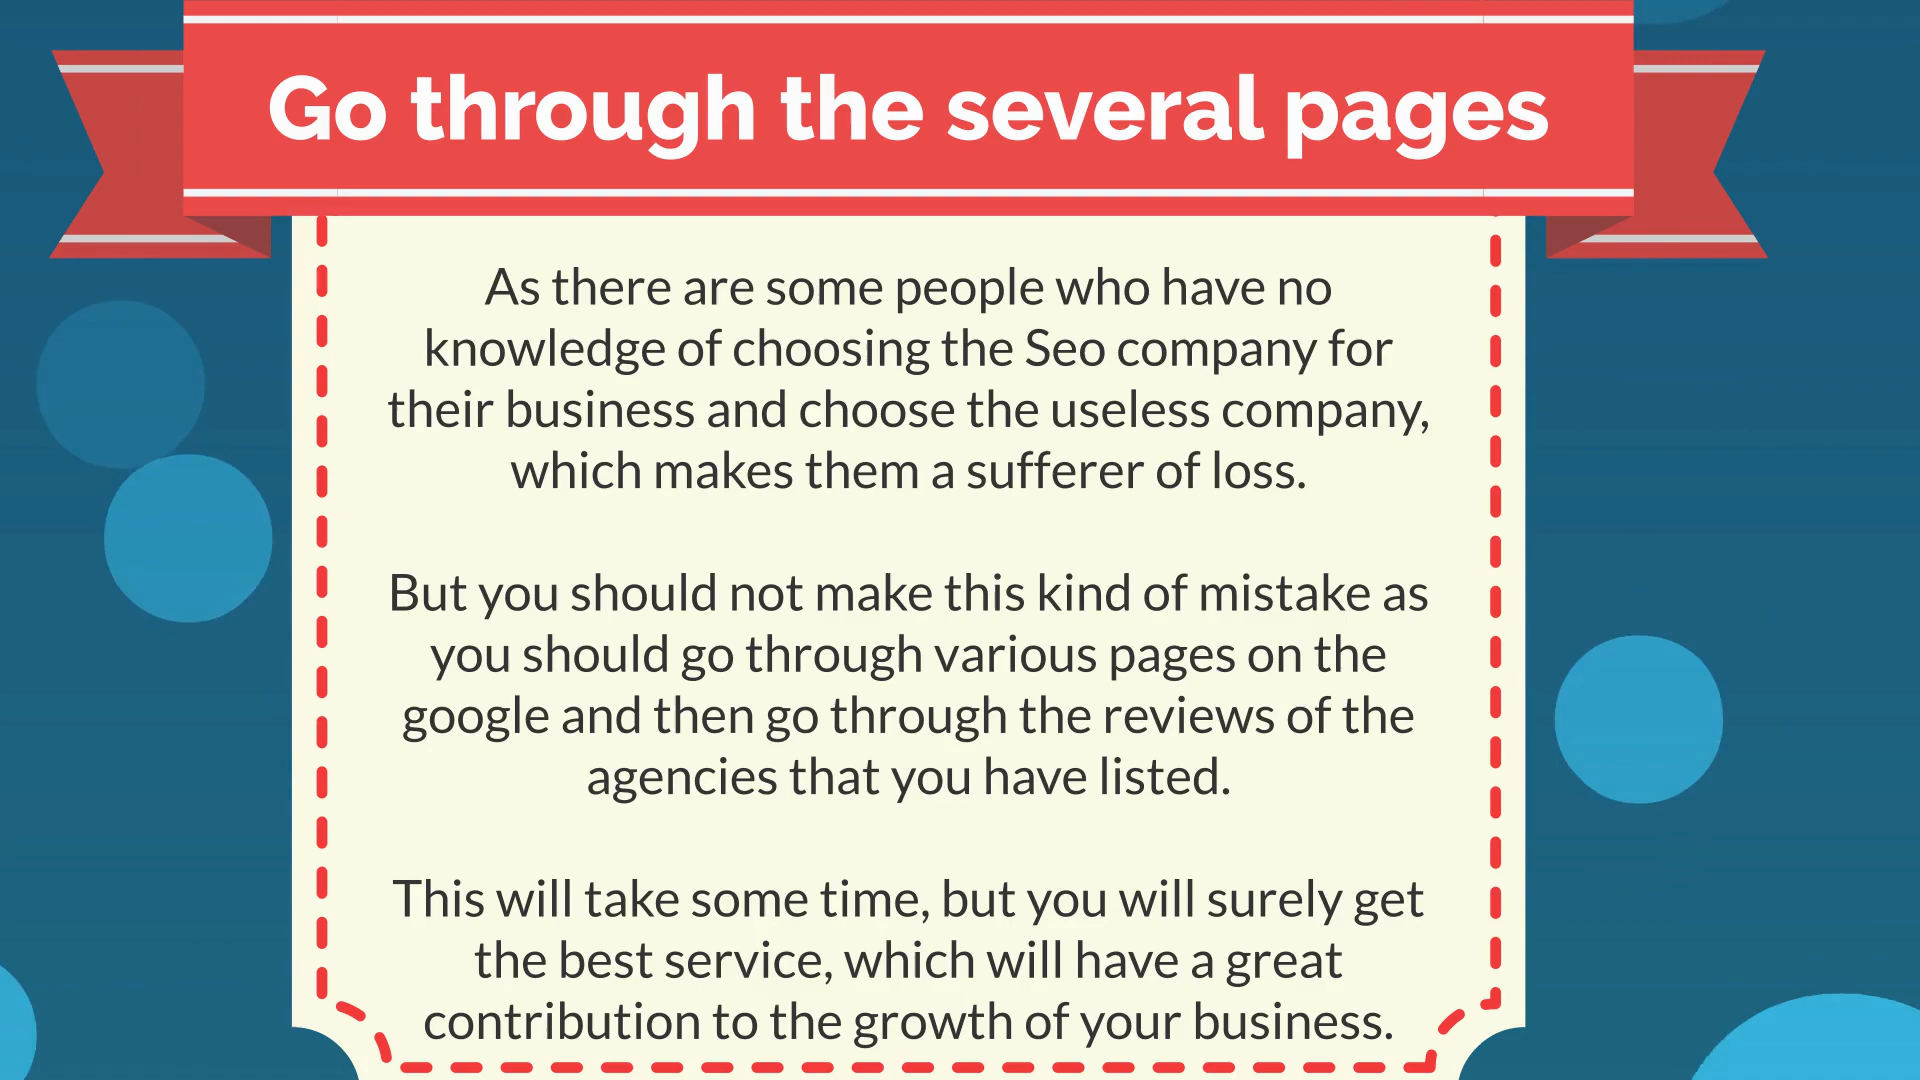 Go through the several pages
As there are some people who have no
knowledge of choosing the Seo company for
their business and choose the useless company,
which makes them a sufferer of loss.
But you should not make this kind of mistake as
you should go through various pages on the
google and then go through the reviews of the
agencies that you have listed.
This will take some time, but you will surely get
the best service, which will have a great
contribution to the growth of your business.